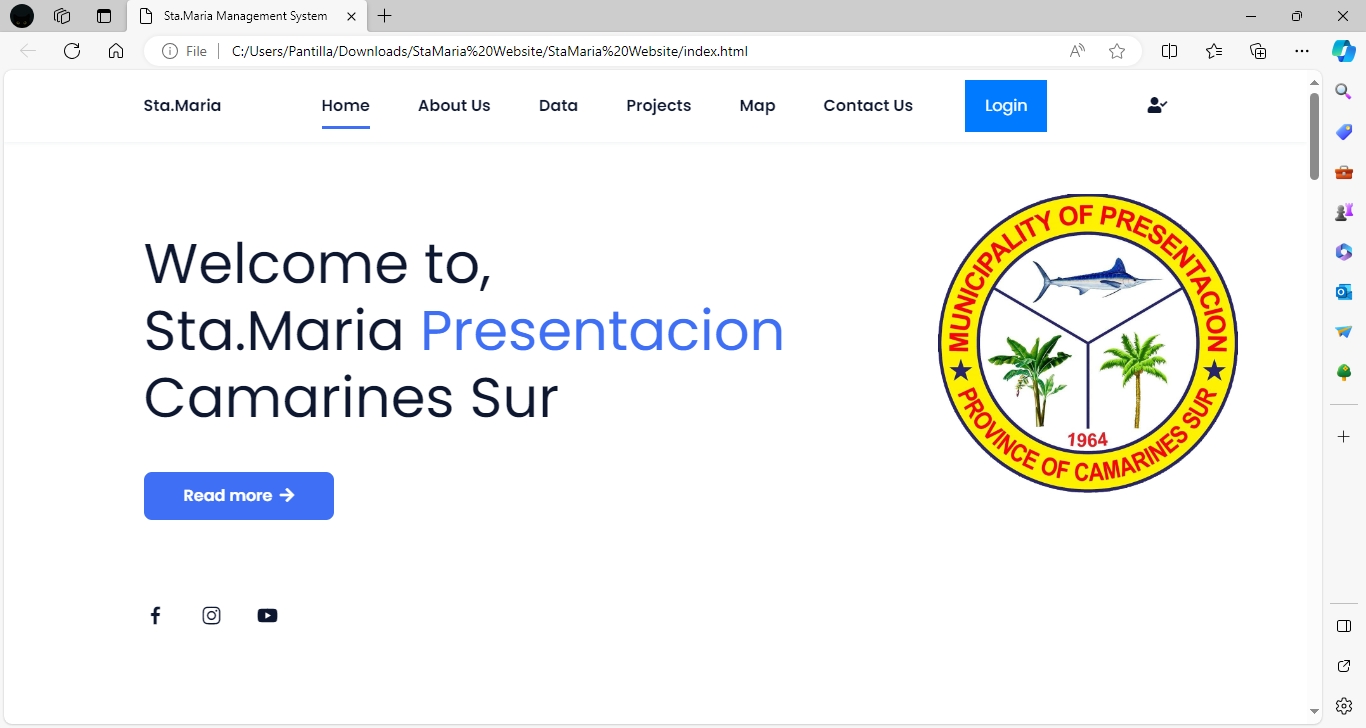 Sta.Maria Management System
File
C:/Users/Pantilla/Downloads/StaMaria%20Website/StaMaria%20Website/index.html
Sta.Maria
Home
About Us
Data
Projects
Map
Contact Us
Login
Welcome to,
Sta.Maria Presentacion
Camarines Sur
Read more
MUNICIPALITY OF PRESENTACION
1964
PROVINCE OF CAMARINES SUR